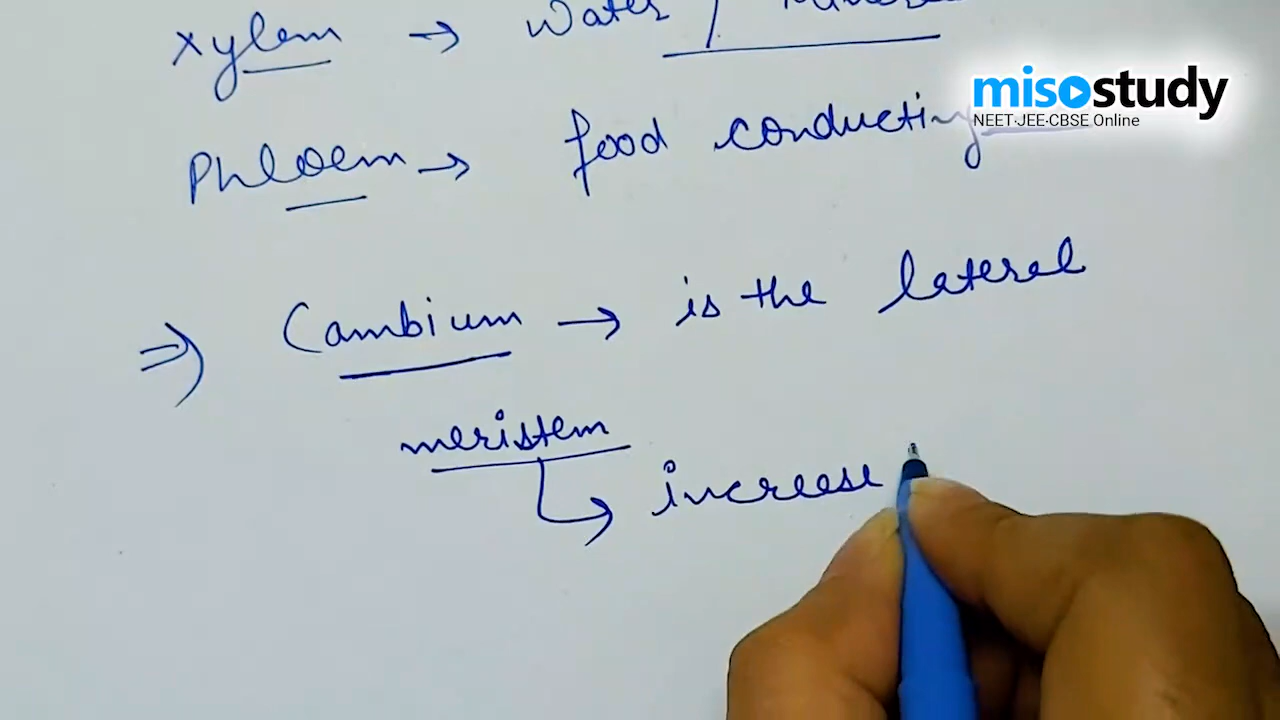 xylem → Water /
misostudy
NEET·JEE·CBSE Online
Phloem → food conducting
⇒ Cambium → is the lateral
meristem
↳ increase